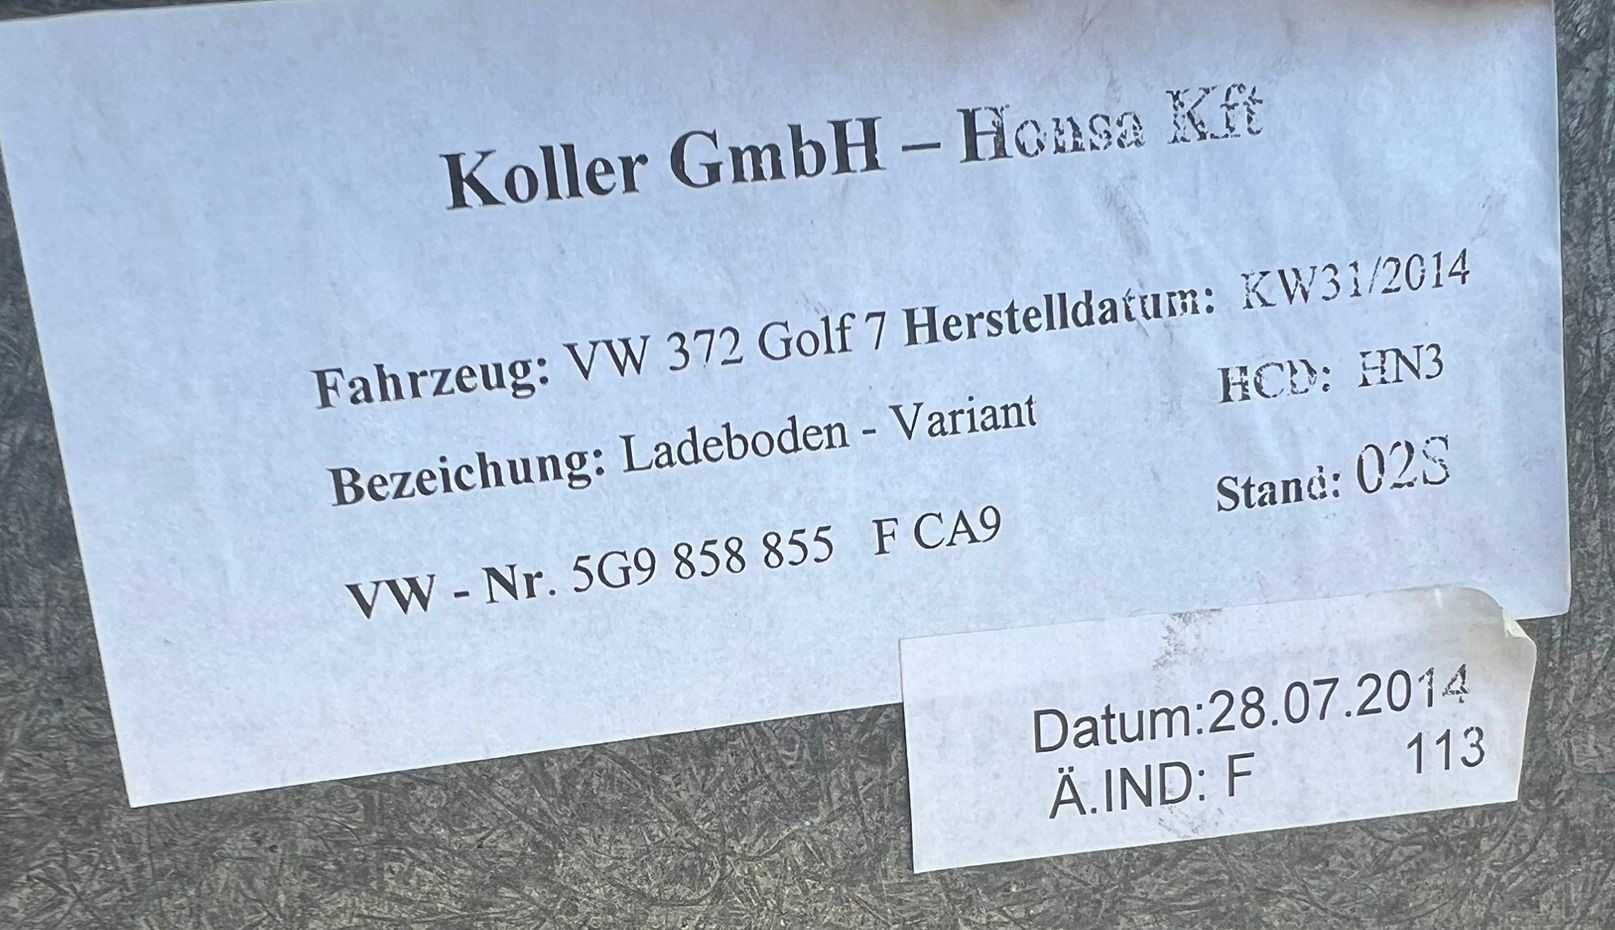 Koller GmbH – Honsa Kft
Fahrzeug: VW 372 Golf 7 Herstelldatum: KW31/2014
Bezeichung: Ladeboden - Variant HCD: HN3
VW - Nr. 5G9 858 855 F CA9 Stand: 02S
Datum:28.07.2014
Ä.IND: F 113